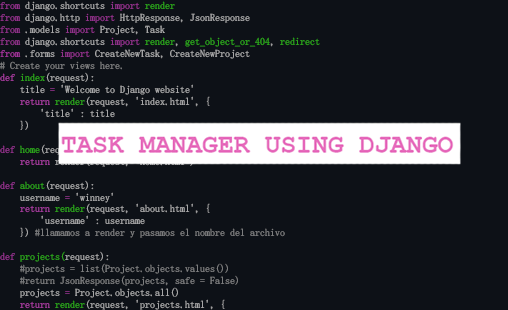 from django.shortcuts import render
from django.http import HttpResponse, JsonResponse
from .models import Project, Task
from django.shortcuts import render, get_object_or_404, redirect
from .forms import CreateNewTask, CreateNewProject
# Create your views here.
def index(request):
    title = 'Welcome to Django website'
    return render(request, 'index.html', {
        'title' : title
    })
TASK MANAGER USING DJANGO
def home(req
    return
def about(request):
    username = 'winney'
    return render(request, 'about.html', {
        'username' : username
    }) #llamamos a render y pasamos el nombre del archivo
def projects(request):
    #projects = list(Project.objects.values())
    #return JsonResponse(projects, safe = False)
    projects = Project.objects.all()
    return render(request, 'projects.html', {